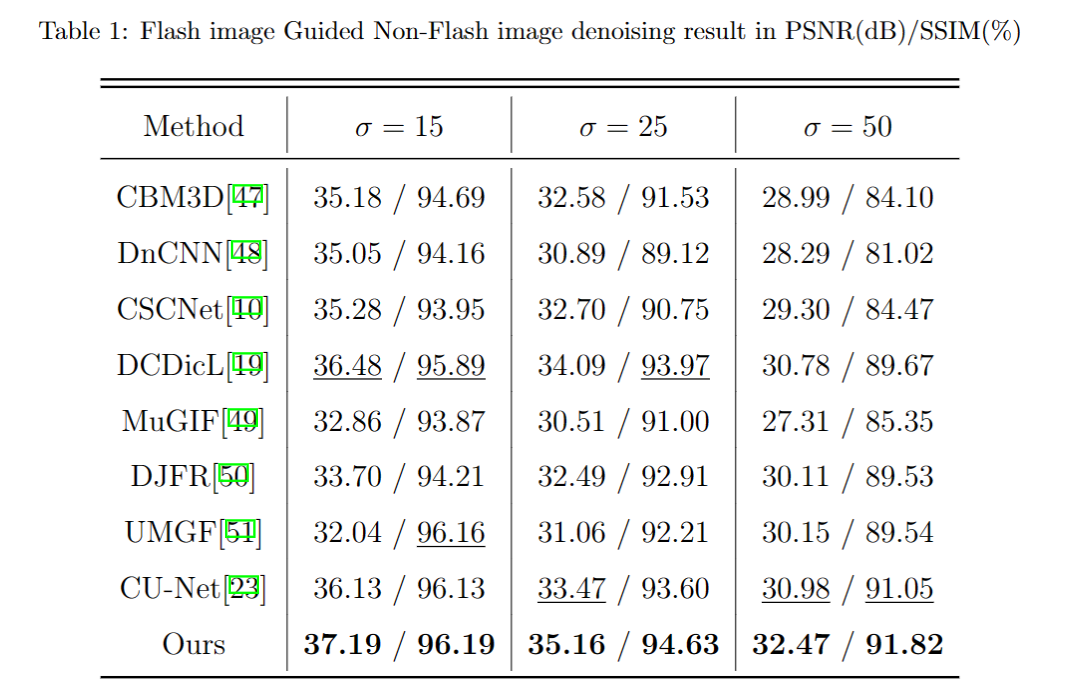 Table 1: Flash image Guided Non-Flash image denoising result in PSNR(dB)/SSIM(%)
Method σ = 15 σ = 25 σ = 50
CBM3D[47] 35.18 / 94.69 32.58 / 91.53 28.99 / 84.10
DnCNN[48] 35.05 / 94.16 30.89 / 89.12 28.29 / 81.02
CSCNet[10] 35.28 / 93.95 32.70 / 90.75 29.30 / 84.47
DCDicL[19] 36.48 / 95.89 34.09 / 93.97 30.78 / 89.67
MuGIF[49] 32.86 / 93.87 30.51 / 91.00 27.31 / 85.35
DJFR[50] 33.70 / 94.21 32.49 / 92.91 30.11 / 89.53
UMGF[51] 32.04 / 96.16 31.06 / 92.21 30.15 / 89.54
CU-Net[23] 36.13 / 96.13 33.47 / 93.60 30.98 / 91.05
Ours 37.19 / 96.19 35.16 / 94.63 32.47 / 91.82